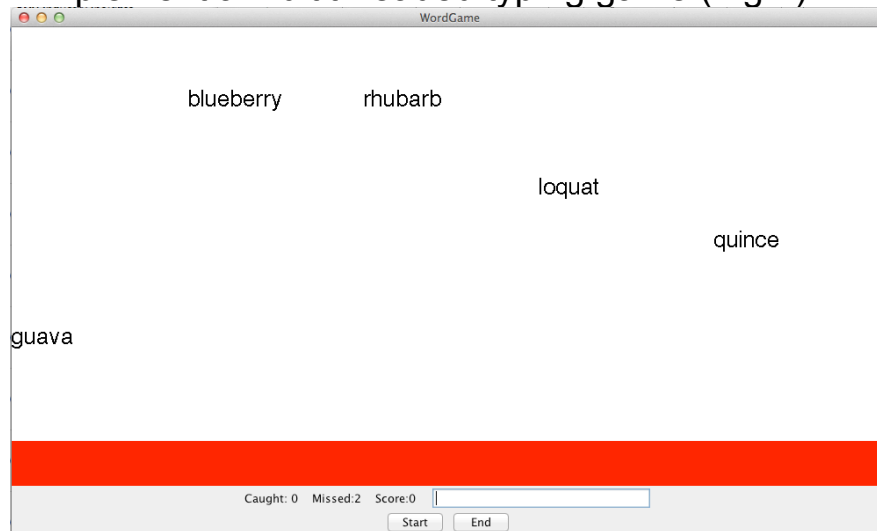 WordGame
blueberry rhubarb
loquat
quince
guava
Caught: 0 Missed:2 Score:0
Start End